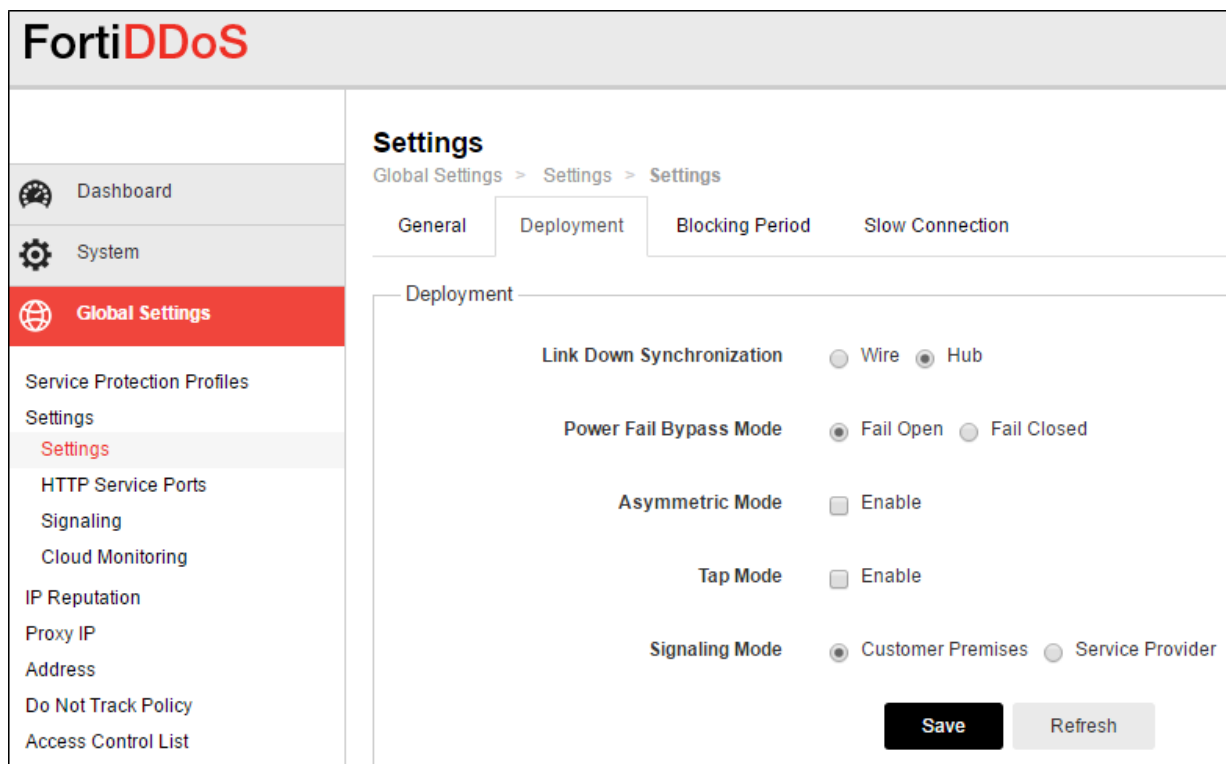 FortiDDoS
Dashboard
System
Global Settings
Service Protection Profiles
Settings
Settings
HTTP Service Ports
Signaling
Cloud Monitoring
IP Reputation
Proxy IP
Address
Do Not Track Policy
Access Control List
Settings
Global Settings > Settings > Settings
General Deployment Blocking Period Slow Connection
Deployment
Link Down Synchronization Wire Hub
Power Fail Bypass Mode Fail Open Fail Closed
Asymmetric Mode Enable
Tap Mode Enable
Signaling Mode Customer Premises Service Provider
Save Refresh